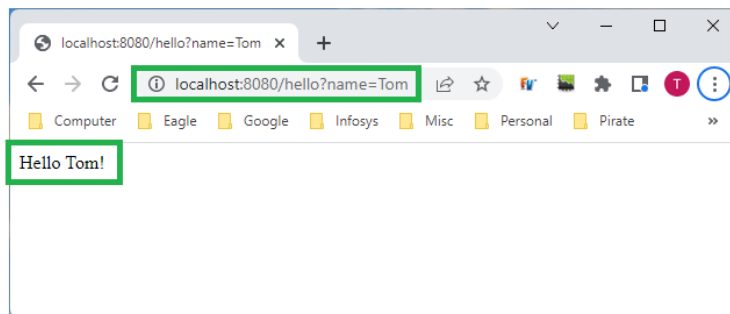 localhost:8080/hello?name=Tom
localhost:8080/hello?name=Tom T
Computer Eagle Google Infosys Misc Personal Pirate »
Hello Tom!